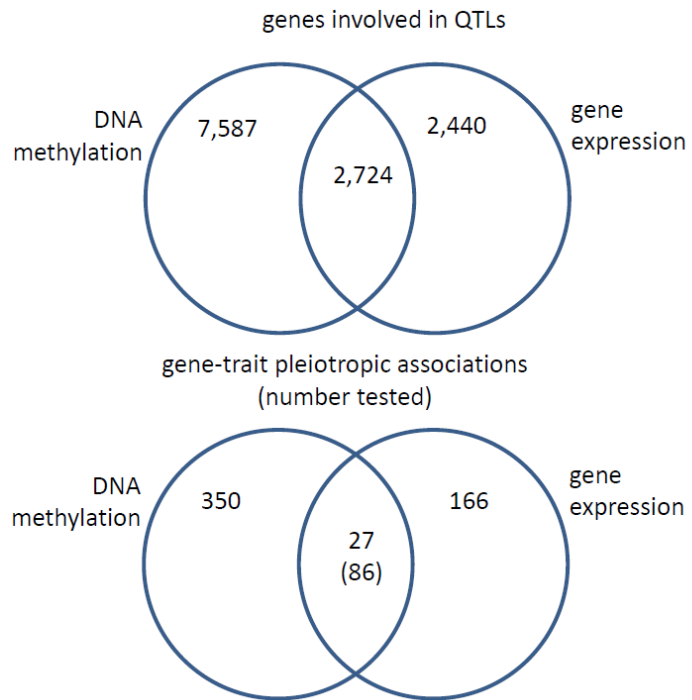 genes involved in QTLs
DNA
methylation
7,587
2,724
2,440
gene
expression
gene-trait pleiotropic associations
(number tested)
DNA
methylation
350
27
(86)
166
gene
expression